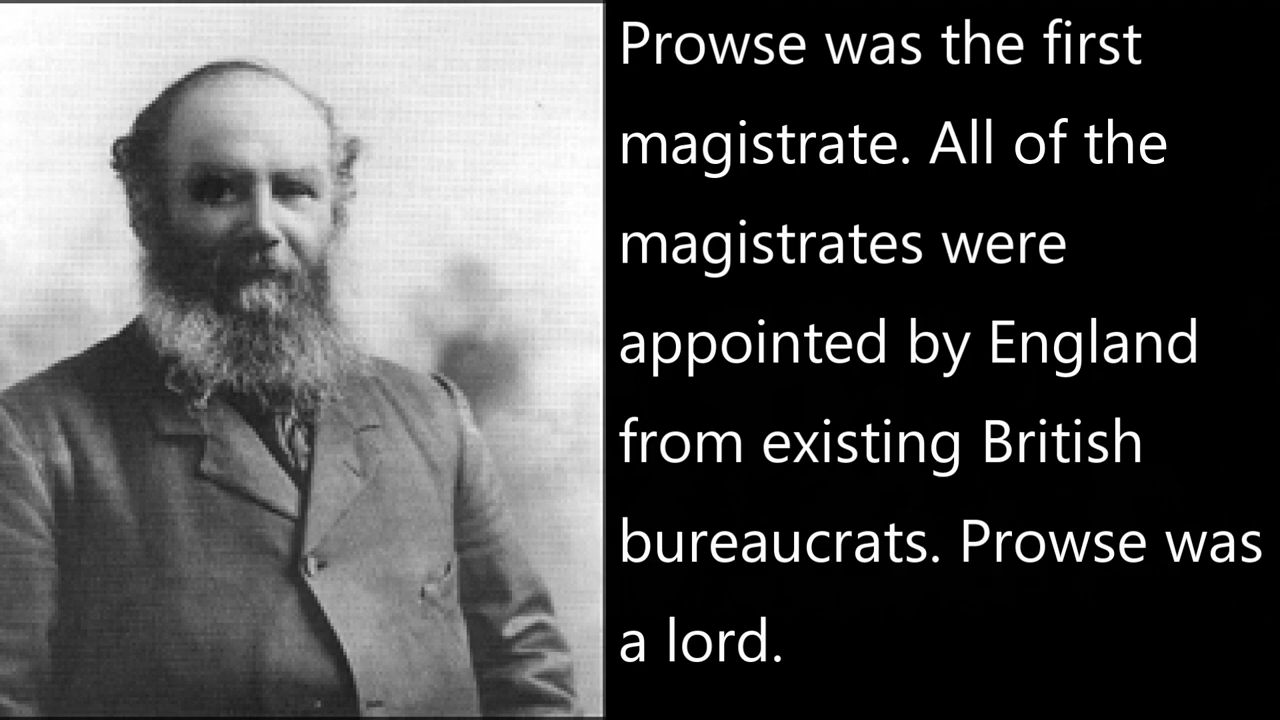 Prowse was the first
magistrate. All of the
magistrates were
appointed by England
from existing British
bureaucrats. Prowse was
a lord.